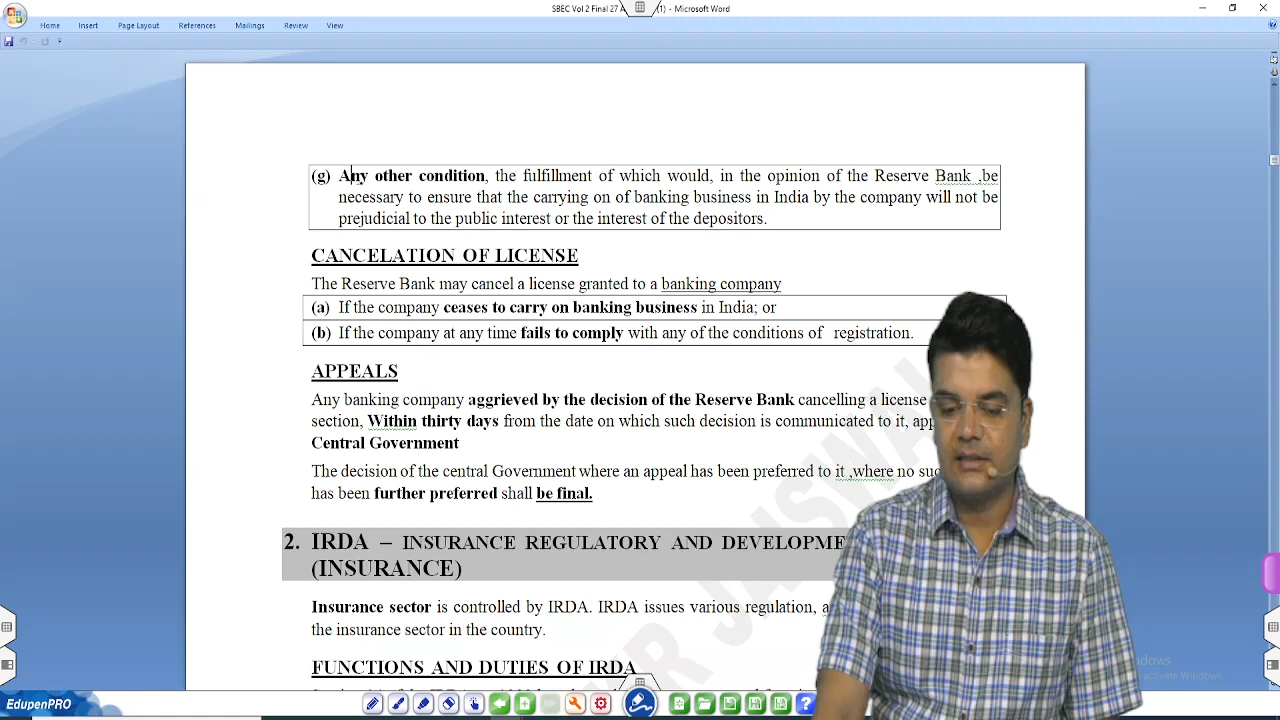 SBEC Vol 2 Final 27 A (1) - Microsoft Word
Home Insert Page Layout References Mailings Review View
(g) Any other condition, the fulfillment of which would, in the opinion of the Reserve Bank ,be
necessary to ensure that the carrying on of banking business in India by the company will not be
prejudicial to the public interest or the interest of the depositors.
CANCELATION OF LICENSE
The Reserve Bank may cancel a license granted to a banking company
(a) If the company ceases to carry on banking business in India; or
(b) If the company at any time fails to comply with any of the conditions of registration.
APPEALS
Any banking company aggrieved by the decision of the Reserve Bank cancelling a license
section, Within thirty days from the date on which such decision is communicated to it,
Central Government
The decision of the central Government where an appeal has been preferred to it ,where no
has been further preferred shall be final.
2. IRDA – INSURANCE REGULATORY AND DEVELOPME
(INSURANCE)
Insurance sector is controlled by IRDA. IRDA issues various regulation,
the insurance sector in the country.
FUNCTIONS AND DUTIES OF IRDA
JAISWAL
EdupenPRO